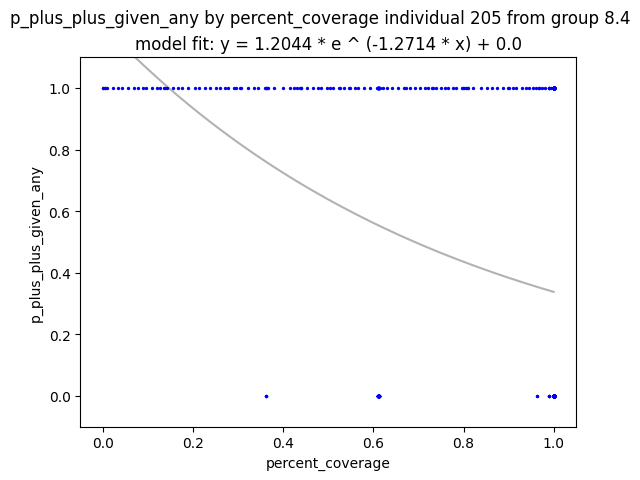 p_plus_plus_given_any by percent_coverage individual 205 from group 8.4
model fit: y = 1.2044 * e ^ (-1.2714 * x) + 0.0
1.0
0.8
0.6
0.4
0.2
0.0
p_plus_plus_given_any
0.0 0.2 0.4 0.6 0.8 1.0
percent_coverage